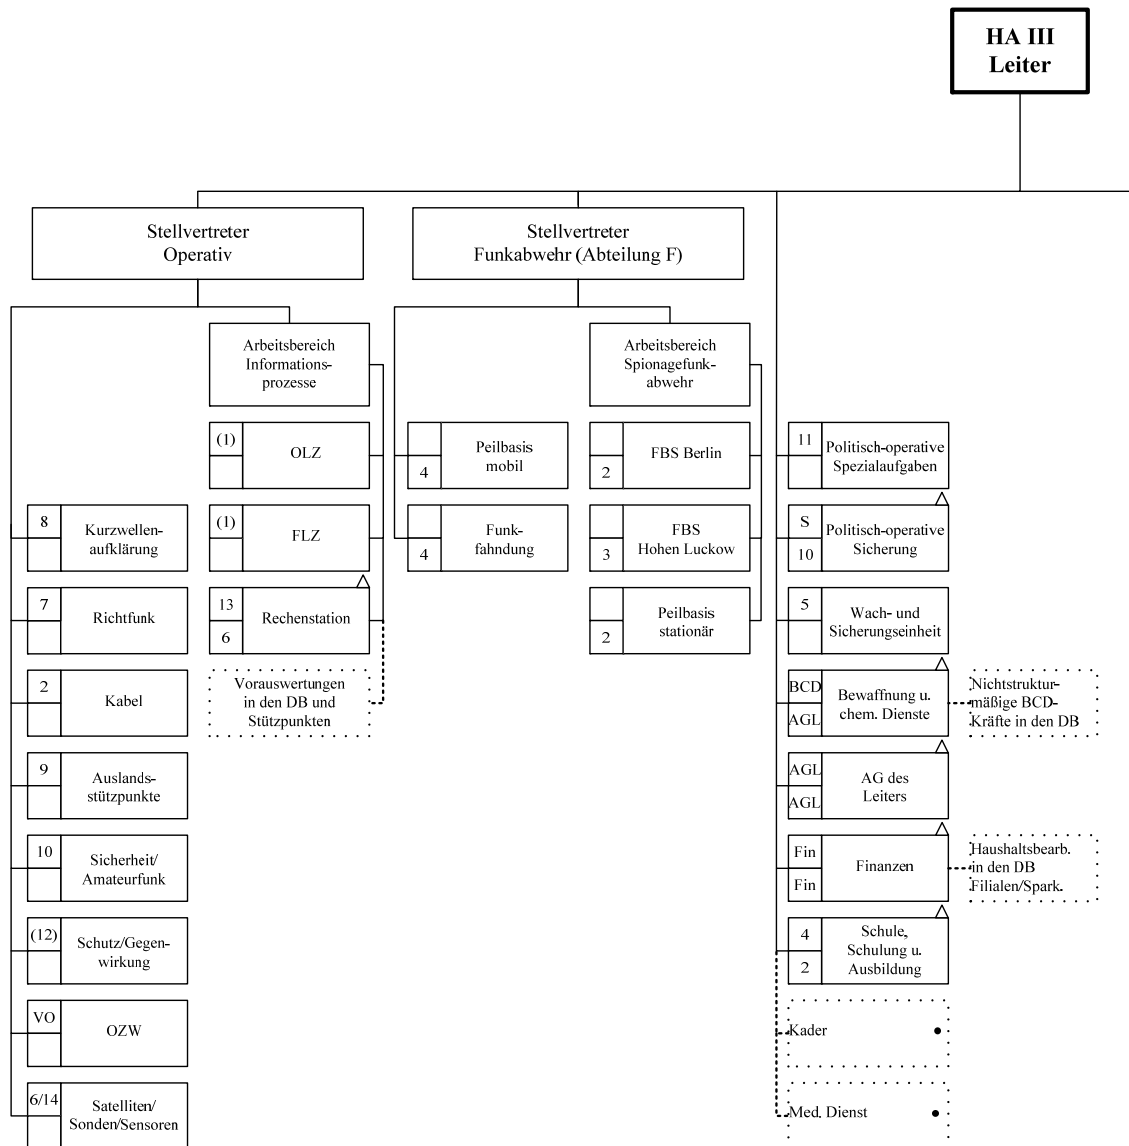 HA III
Leiter
Stellvertreter
Operativ
Stellvertreter
Funkabwehr (Abteilung F)
Arbeitsbereich
Informations-
prozesse
(1)
OLZ
(1)
FLZ
13
6
Rechenstation
Vorauswertungen
in den DB und
Stützpunkten
8
Kurzwellen-
aufklärung
7
Richtfunk
2
Kabel
9
Auslands-
stützpunkte
10
Sicherheit/
Amateurfunk
(12)
Schutz/Gegen-
wirkung
VO
OZW
6/14
Satelliten/
Sonden/Sensoren
Arbeitsbereich
Spionagefunk-
abwehr
4
Peilbasis
mobil
4
Funk-
fahndung
2
FBS Berlin
3
FBS
Hohen Luckow
2
Peilbasis
stationär
11
Politisch-operative
Spezialaufgaben
S
10
Politisch-operative
Sicherung
5
Wach- und
Sicherungseinheit
BCD
AGL
Bewaffnung u.
chem. Dienste
Nichtstruktur-
mäßige BCD-
Kräfte in den DB
AGL
AGL
AG des
Leiters
Fin
Fin
Finanzen
Haushaltsbearb.
in den DB
Filialen/Spark.
4
2
Schule,
Schulung u.
Ausbildung
Kader
Med. Dienst